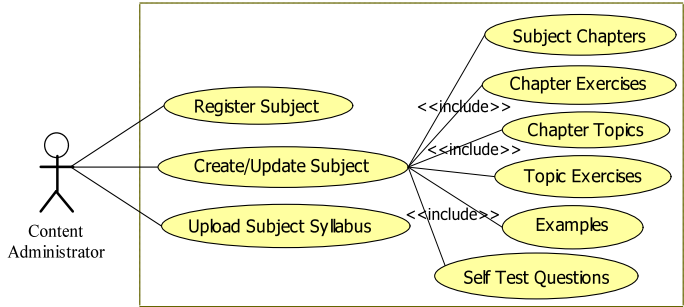 Subject Chapters
Chapter Exercises
Register Subject
<<include>>
Chapter Topics
<<include>>
Create/Update Subject
Topic Exercises
<<include>>
Upload Subject Syllabus
Examples
Content
Administrator
Self Test Questions